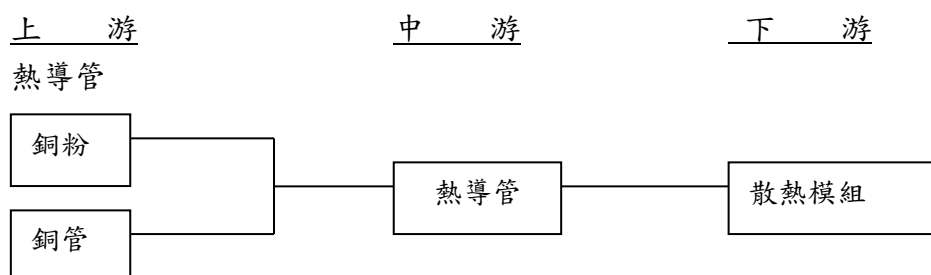 上　　游　　中　　游　　下　　游
熱導管
銅粉
熱導管　　散熱模組
銅管